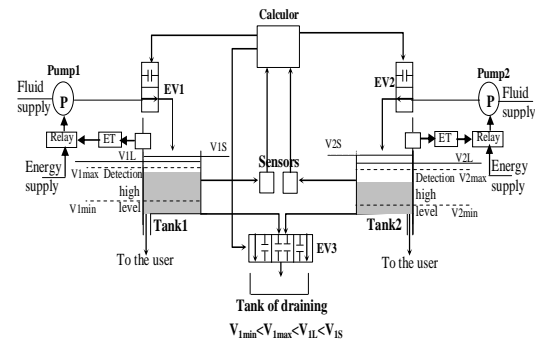 Calculor
Pump1
Pump2
EV1
EV2
Fluid
supply
P
P
Fluid
supply
Relay
ET
ET
Relay
V1S
V2S
Energy
supply
V1L
Sensors
V2L
Energy
supply
V1max
Detection
Detection
V2max
high
level
high
level
V1min
V2min
Tank1
Tank2
EV3
To the user
To the user
Tank of draining
V1min<V1max<V1L<V1S